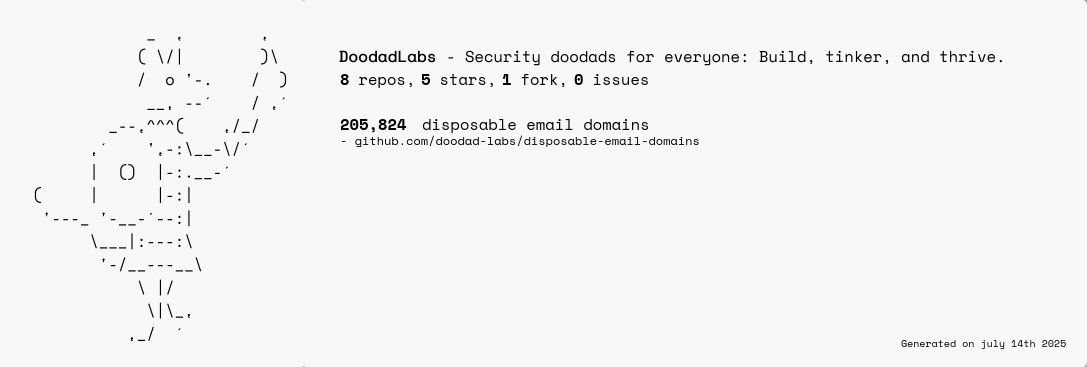 DoodadLabs - Security doodads for everyone: Build, tinker, and thrive.
8 repos, 5 stars, 1 fork, 0 issues
205,824 disposable email domains
- github.com/doodad-labs/disposable-email-domains
Generated on july 14th 2025